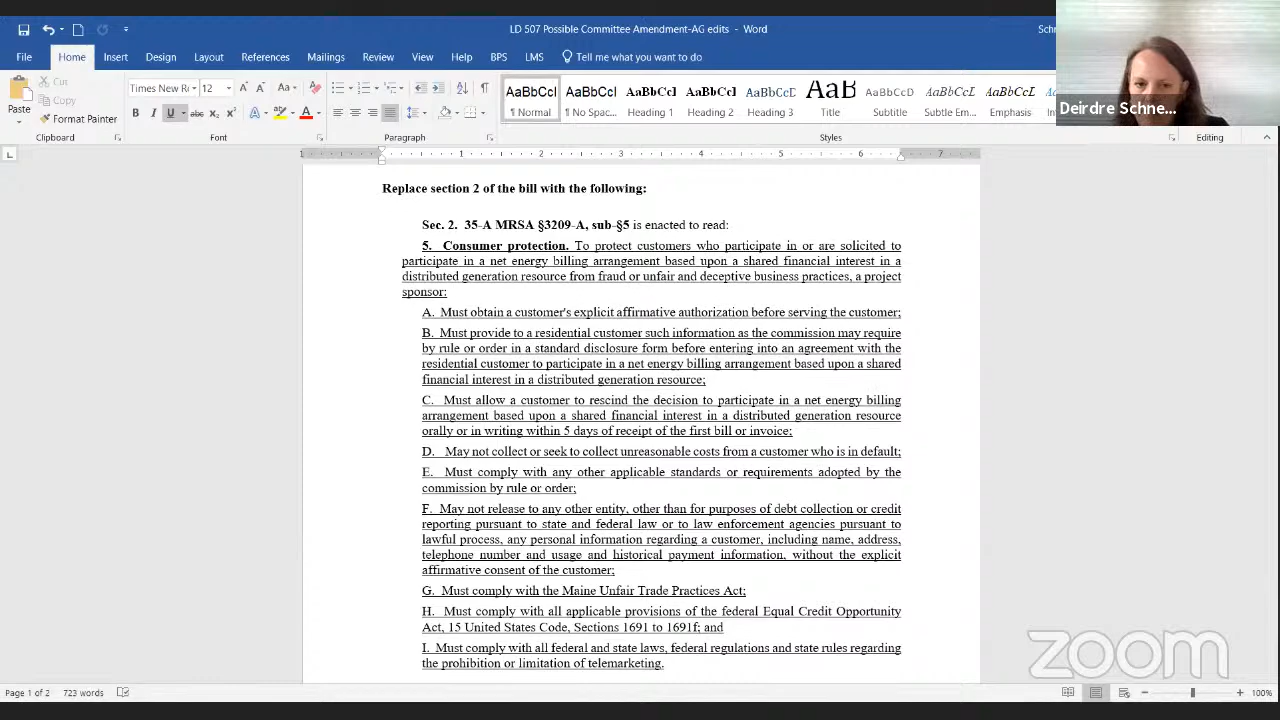 LD 507 Possible Committee Amendment-AG edits - Word
Schr
File Home Insert Design Layout References Mailings Review View Help BPS LMS Tell me what you want to do
Paste
Cut
Copy
Format Painter
Clipboard
Times New Ro 12
Font
Paragraph
AaBbCcI AaBbCcI AaBbCc AaBbCc AaBbCcD AaB AaBbCcD AaBbCcD AaBbCcL
¶ Normal ¶ No Spac... Heading 1 Heading 2 Heading 3 Title Subtitle Subtle Em... Emphasis
Styles
Editing
Deirdre Schne...
Replace section 2 of the bill with the following:
Sec. 2. 35-A MRSA §3209-A, sub-§5 is enacted to read:
5. Consumer protection. To protect customers who participate in or are solicited to
participate in a net energy billing arrangement based upon a shared financial interest in a
distributed generation resource from fraud or unfair and deceptive business practices, a project
sponsor:
A. Must obtain a customer's explicit affirmative authorization before serving the customer;
B. Must provide to a residential customer such information as the commission may require
by rule or order in a standard disclosure form before entering into an agreement with the
residential customer to participate in a net energy billing arrangement based upon a shared
financial interest in a distributed generation resource;
C. Must allow a customer to rescind the decision to participate in a net energy billing
arrangement based upon a shared financial interest in a distributed generation resource
orally or in writing within 5 days of receipt of the first bill or invoice;
D. May not collect or seek to collect unreasonable costs from a customer who is in default;
E. Must comply with any other applicable standards or requirements adopted by the
commission by rule or order;
F. May not release to any other entity, other than for purposes of debt collection or credit
reporting pursuant to state and federal law or to law enforcement agencies pursuant to
lawful process, any personal information regarding a customer, including name, address,
telephone number and usage and historical payment information, without the explicit
affirmative consent of the customer;
G. Must comply with the Maine Unfair Trade Practices Act;
H. Must comply with all applicable provisions of the federal Equal Credit Opportunity
Act, 15 United States Code, Sections 1691 to 1691f; and
I. Must comply with all federal and state laws, federal regulations and state rules regarding
the prohibition or limitation of telemarketing.
zoom
Page 1 of 2 723 words
100%